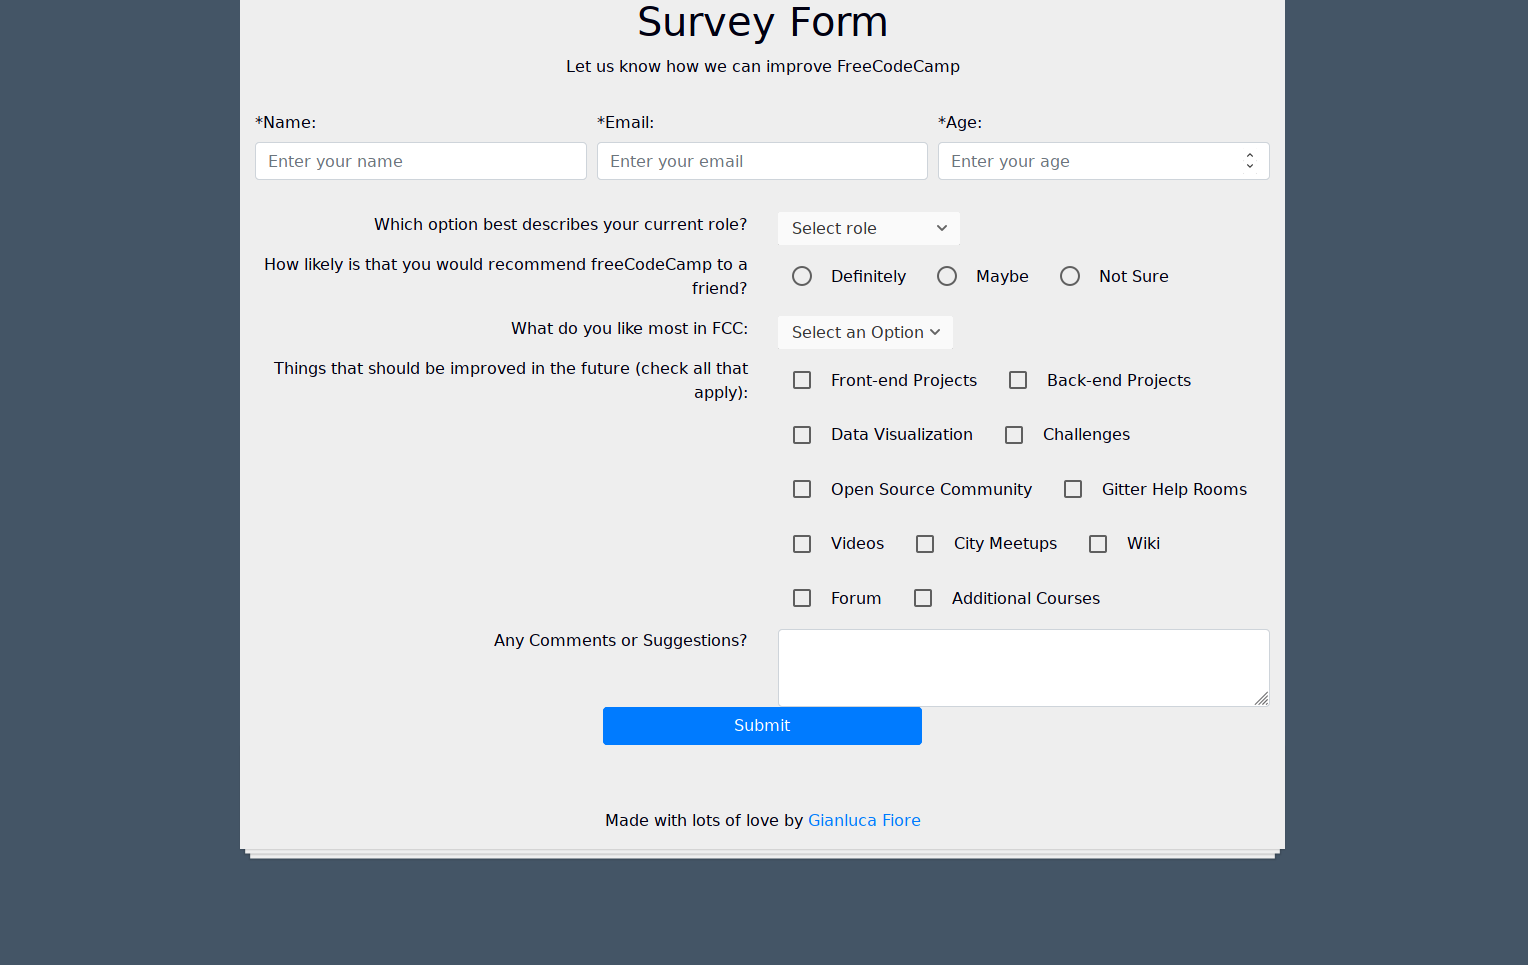 Survey Form
Let us know how we can improve FreeCodeCamp
*Name: *Email: *Age:
Enter your name Enter your email Enter your age
Which option best describes your current role? Select role
How likely is that you would recommend freeCodeCamp to a
friend?
Definitely Maybe Not Sure
What do you like most in FCC: Select an Option
Things that should be improved in the future (check all that
apply):
Front-end Projects Back-end Projects
Data Visualization Challenges
Open Source Community Gitter Help Rooms
Videos City Meetups Wiki
Forum Additional Courses
Any Comments or Suggestions?
Submit
Made with lots of love by Gianluca Fiore